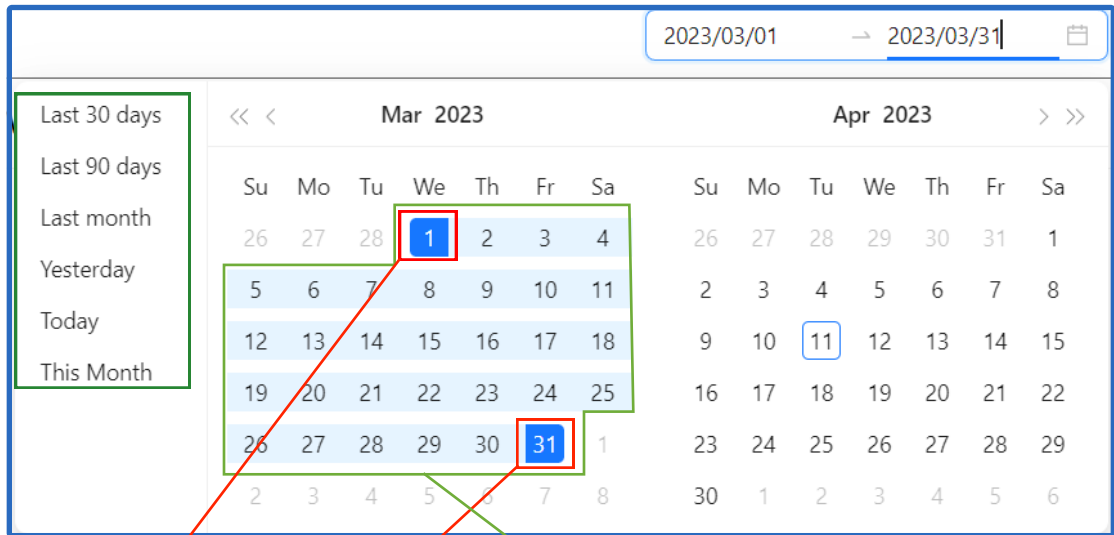 2023/03/01 → 2023/03/31
Last 30 days
Last 90 days
Last month
Yesterday
Today
This Month
<< < Mar 2023
Su Mo Tu We Th Fr Sa
26 27 28 1 2 3 4
5 6 7 8 9 10 11
12 13 14 15 16 17 18
19 20 21 22 23 24 25
26 27 28 29 30 31 1
2 3 4 5 6 7 8
Apr 2023 > >>
Su Mo Tu We Th Fr Sa
26 27 28 29 30 31 1
2 3 4 5 6 7 8
9 10 11 12 13 14 15
16 17 18 19 20 21 22
23 24 25 26 27 28 29
30 1 2 3 4 5 6